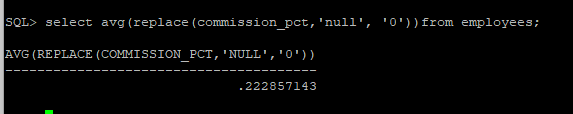 SQL> select avg(replace(commission_pct,'null', '0'))from employees;
AVG(REPLACE(COMMISSION_PCT,'NULL','0'))
---------------------------------------
.222857143